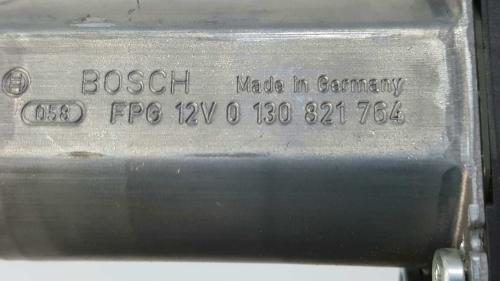 BOSCH Made in Germany
058 FPG 12V 0 130 821 764